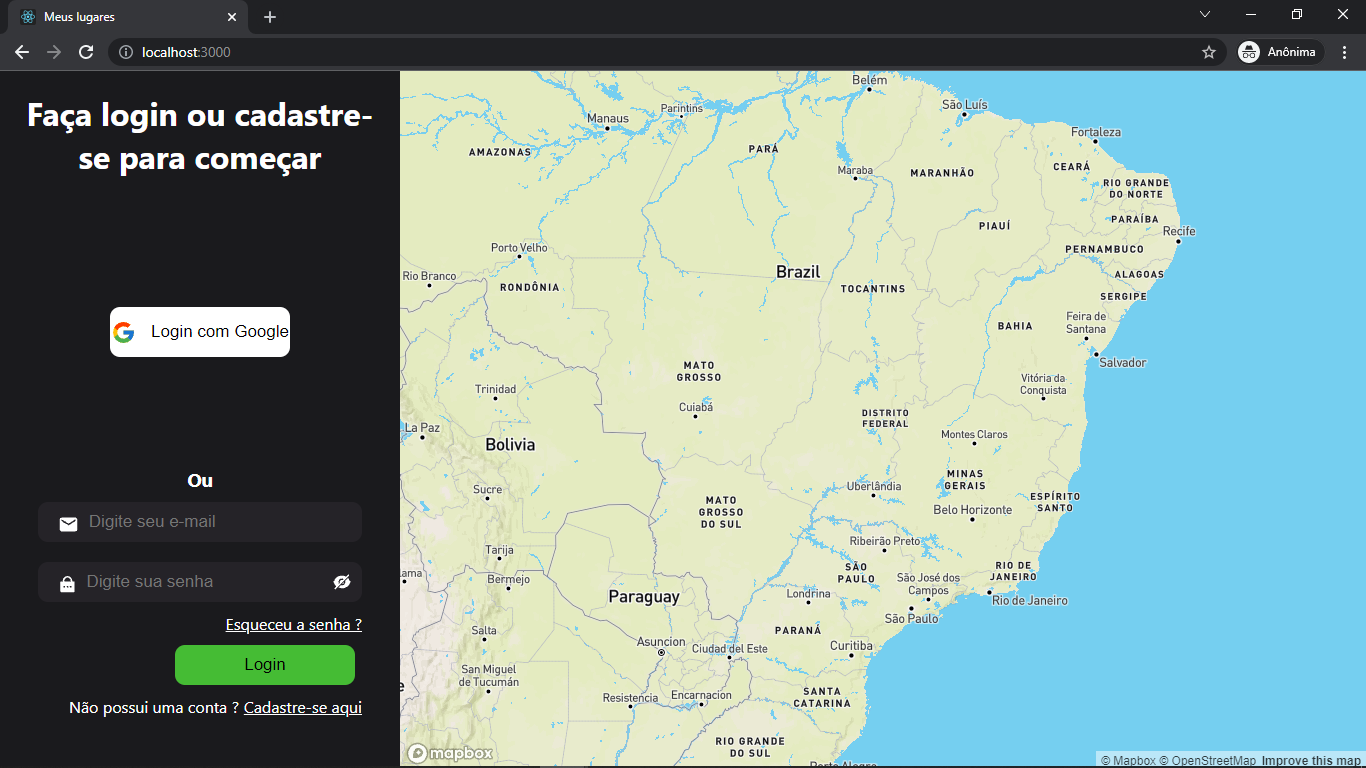 Meus lugares
localhost:3000
Anônima
Faça login ou cadastre-
se para começar
Login com Google
Ou
Digite seu e-mail
Digite sua senha
Esqueceu a senha ?
Login
Não possui uma conta ? Cadastre-se aqui
Belém
São Luís
Parintins
Manaus
Fortaleza
AMAZONAS
PARÁ
CEARÁ
Maraba
MARANHÃO
RIO GRANDE
DO NORTE
PARAÍBA
PIAUÍ
Recife
Porto Velho
PERNAMBUCO
Rio Branco
Brazil
ALAGOAS
RONDÔNIA
TOCANTINS
SERGIPE
Feira de
Santana
BAHIA
Salvador
MATO
GROSSO
Vitória da
Conquista
Trinidad
Cuiabá
DISTRITO
FEDERAL
La Paz
Montes Claros
Bolivia
MINAS
GERAIS
Sucre
Uberlândia
ESPÍRITO
SANTO
MATO
GROSSO
DO SUL
Belo Horizonte
Ribeirão Preto
Tarija
SÃO
PAULO
RIO DE
JANEIRO
lama
Bermejo
São José dos
Campos
Paraguay
Londrina
Rio de Janeiro
São Paulo
Salta
PARANÁ
Asuncion
Ciudad del Este
Curitiba
San Miguel
de Tucumán
e
Resistencia
Encarnacion
SANTA
CATARINA
RIO GRANDE
DO SUL
mapbox
Porto Alegre
© Mapbox © OpenStreetMap Improve this map